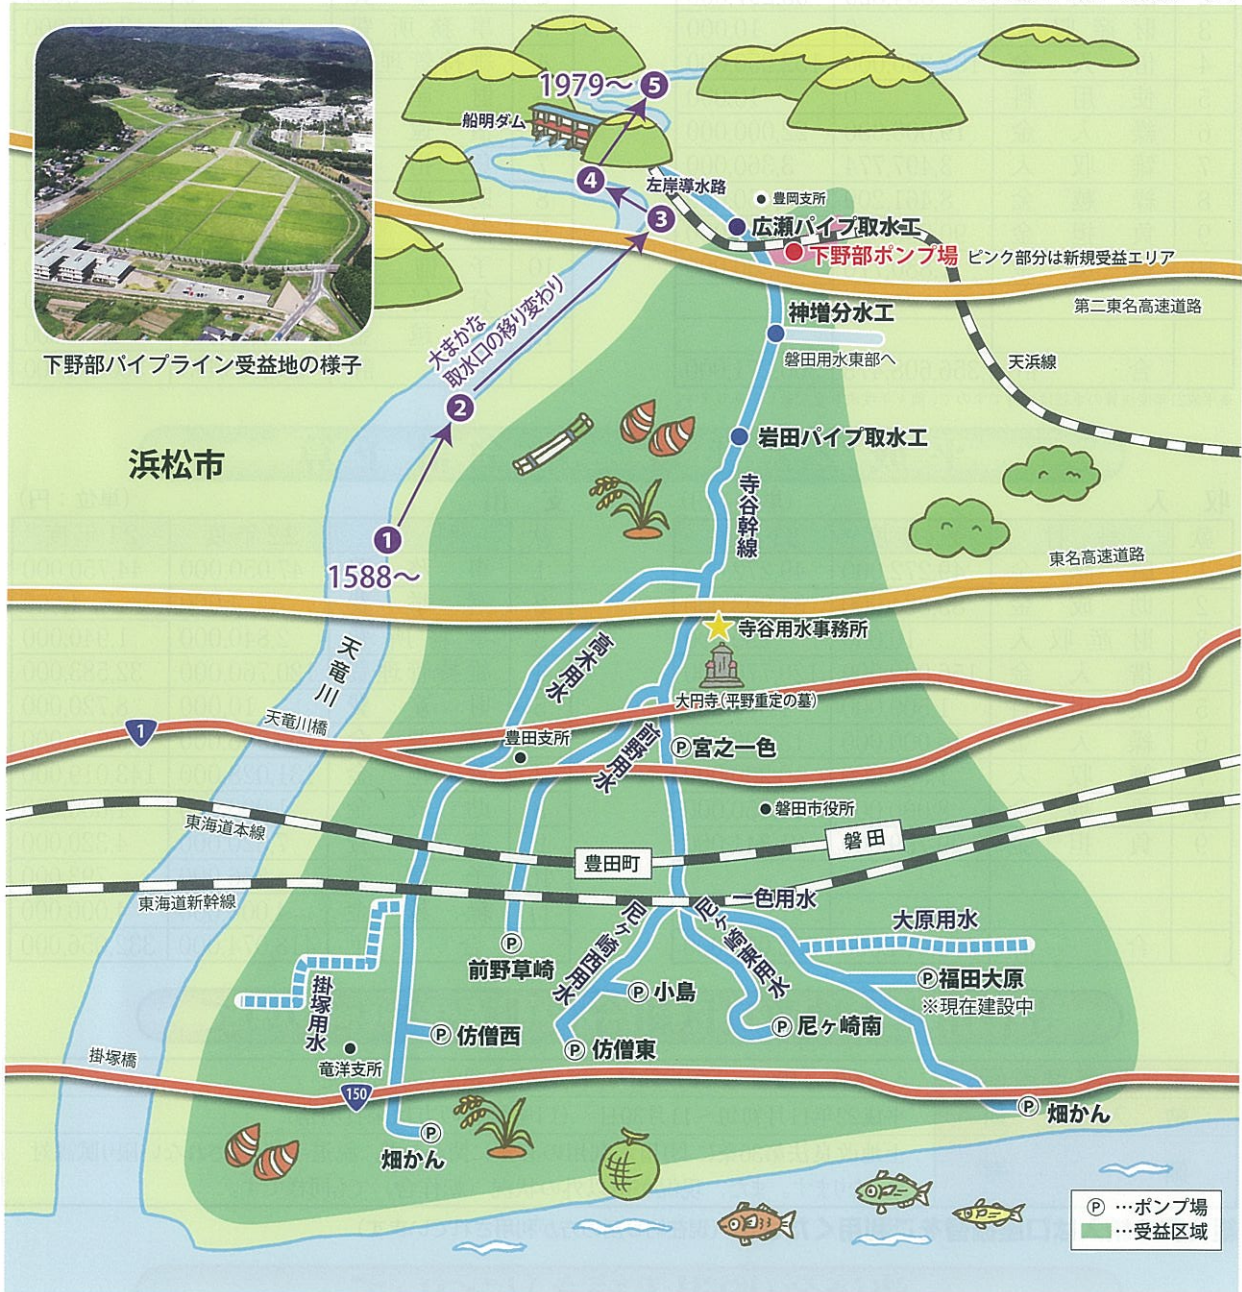 1979～ 5
船明ダム
4
3
左岸導水路
豊岡支所
広瀬パイプ取水工
下野部ポンプ場 ピンク部分は新規受益エリア
第二東名高速道路
神増分水工
磐田用水東部へ
天浜線
下野部パイプライン受益地の様子
大まかな
取水口の移り変わり
2
岩田パイプ取水工
浜松市
寺谷幹線
1
1588～
東名高速道路
寺谷用水事務所
天竜川
高木用水
大円寺(平野重定の墓)
天竜川橋
1
豊田支所
前野用水
Ⓟ宮之一色
磐田市役所
東海道本線
豊田町
磐田
東海道新幹線
一色用水
大原用水
尼ヶ崎西用水
尼ヶ崎東用水
Ⓟ
前野草崎
Ⓟ小島
Ⓟ福田大原
※現在建設中
掛塚用水
Ⓟ仿僧西
Ⓟ仿僧東
Ⓟ尼ヶ崎南
掛塚橋
竜洋支所
150
Ⓟ畑かん
Ⓟ
畑かん
Ⓟ…ポンプ場
…受益区域